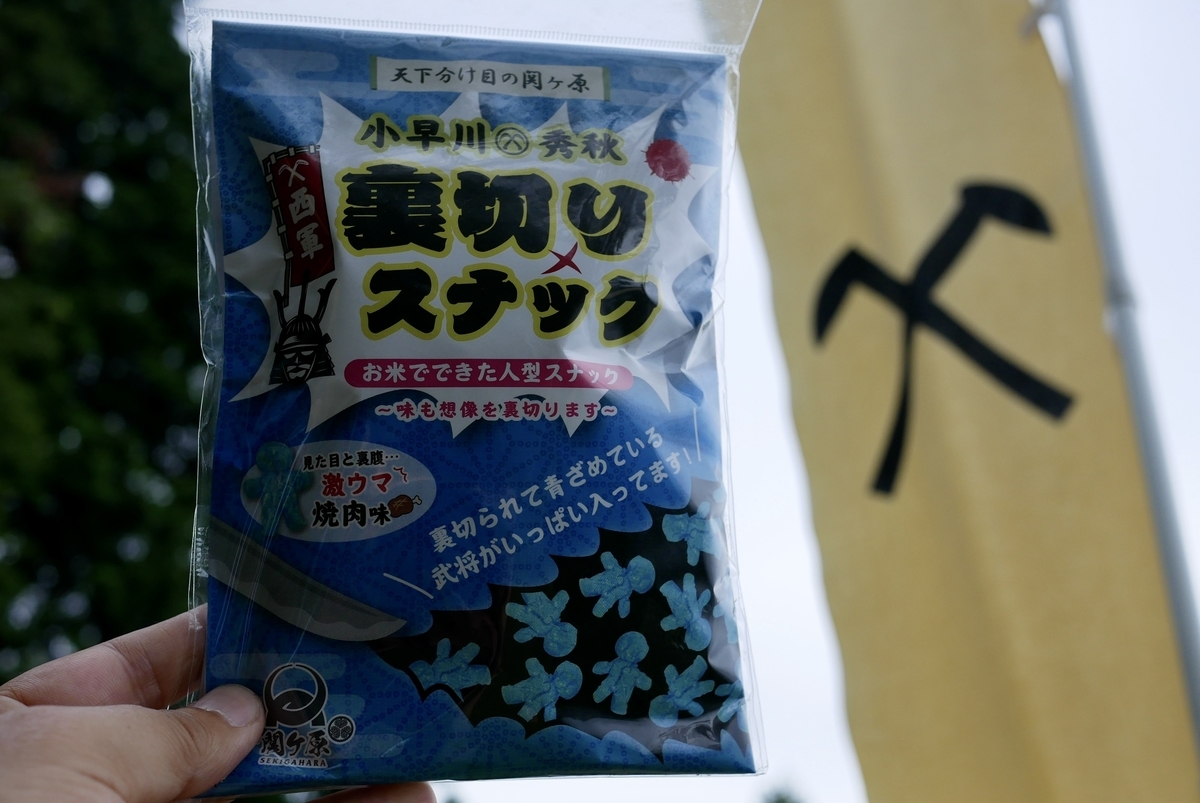 天下分け目の関ヶ原
小早川 秀秋
西軍
裏切り
スナック
お米でできた人型スナック
~味も想像を裏切ります~
見た目と裏腹…
激ウマ
焼肉味
裏切られて青ざめている
武将がいっぱい入ってます!
関ケ原
SEKIGAHARA